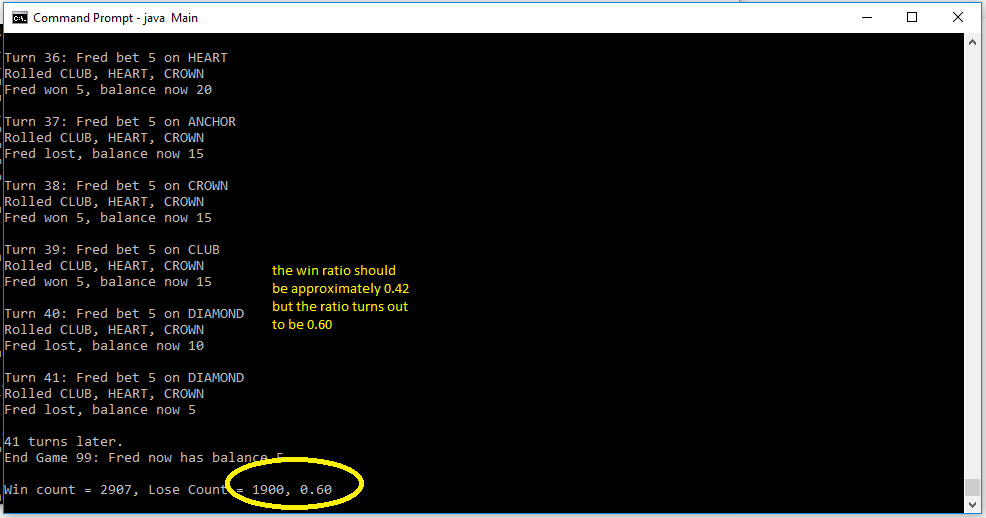 Command Prompt - java Main
Turn 36: Fred bet 5 on HEART
Rolled CLUB, HEART, CROWN
Fred won 5, balance now 20
Turn 37: Fred bet 5 on ANCHOR
Rolled CLUB, HEART, CROWN
Fred lost, balance now 15
Turn 38: Fred bet 5 on CROWN
Rolled CLUB, HEART, CROWN
Fred won 5, balance now 15
Turn 39: Fred bet 5 on CLUB
Rolled CLUB, HEART, CROWN
Fred won 5, balance now 15
the win ratio should
be approximately 0.42
but the ratio turns out
to be 0.60
Turn 40: Fred bet 5 on DIAMOND
Rolled CLUB, HEART, CROWN
Fred lost, balance now 10
Turn 41: Fred bet 5 on DIAMOND
Rolled CLUB, HEART, CROWN
Fred lost, balance now 5
41 turns later.
End Game 99: Fred now has balance 5
Win count = 2907, Lose Count = 1900, 0.60